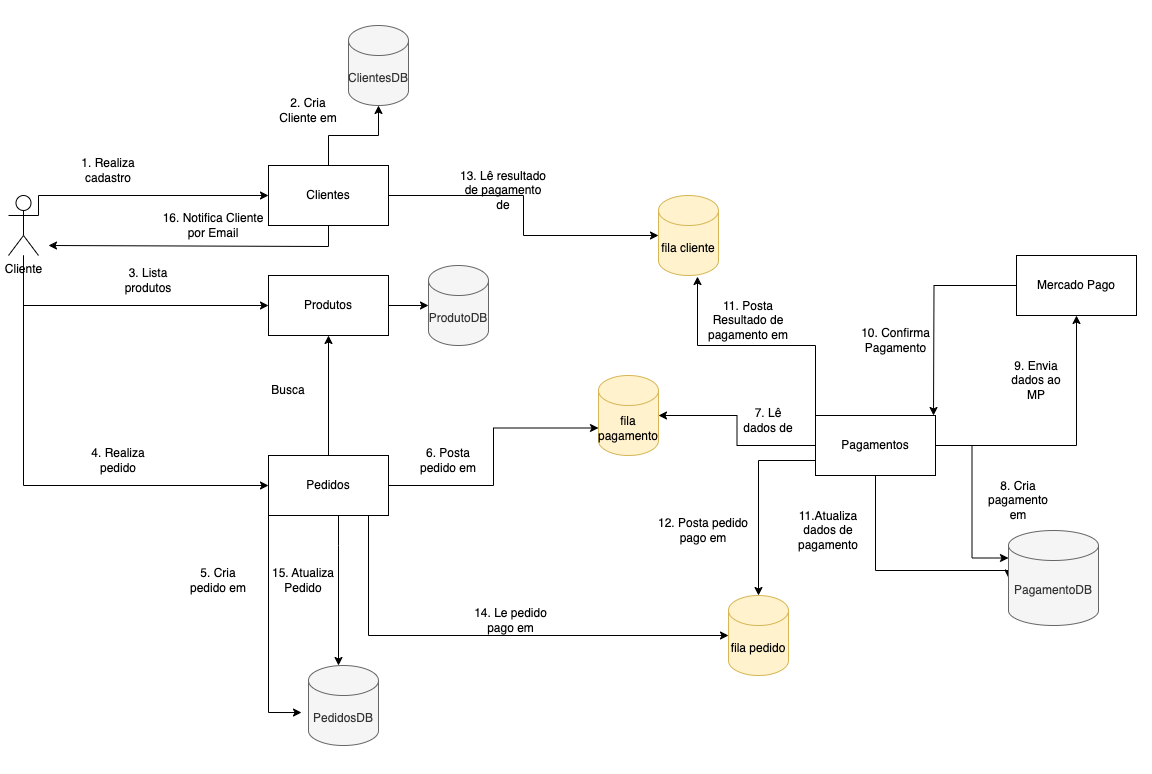 ClientesDB
2. Cria
Cliente em
1. Realiza
cadastro
Clientes
13. Lê resultado
de pagamento
de
16. Notifica Cliente
por Email
fila cliente
Cliente
3. Lista
produtos
Produtos
ProdutoDB
Mercado Pago
11. Posta
Resultado de
pagamento em
10. Confirma
Pagamento
9. Envia
dados ao
MP
Busca
fila
pagamento
7. Lê
dados de
Pagamentos
4. Realiza
pedido
Pedidos
6. Posta
pedido em
8. Cria
pagamento
em
12. Posta pedido
pago em
11.Atualiza
dados de
pagamento
5. Cria
pedido em
15. Atualiza
Pedido
PagamentoDB
14. Le pedido
pago em
fila pedido
PedidosDB